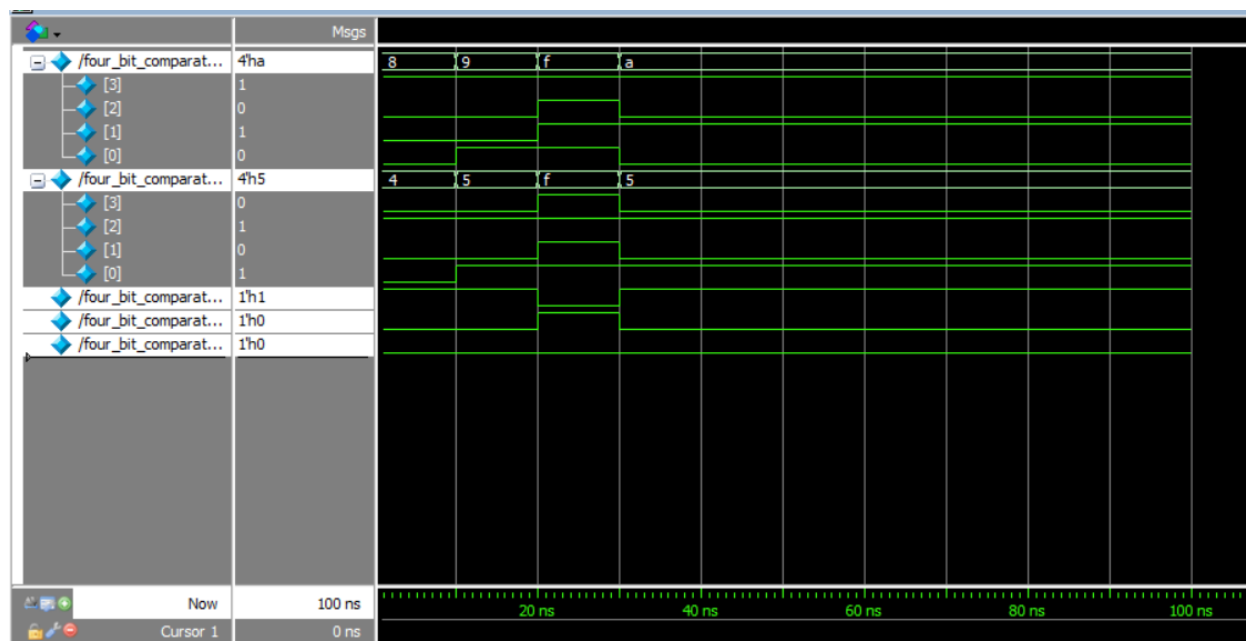 Msgs
/four_bit_comparat... 4'ha 8 9 f a
[3] 1
[2] 0
[1] 1
[0] 0
/four_bit_comparat... 4'h5 4 5 f 5
[3] 0
[2] 1
[1] 0
[0] 1
/four_bit_comparat... 1'h1
/four_bit_comparat... 1'h0
/four_bit_comparat... 1'h0
Now 100 ns
20 ns 40 ns 60 ns 80 ns 100 ns
Cursor 1 0 ns